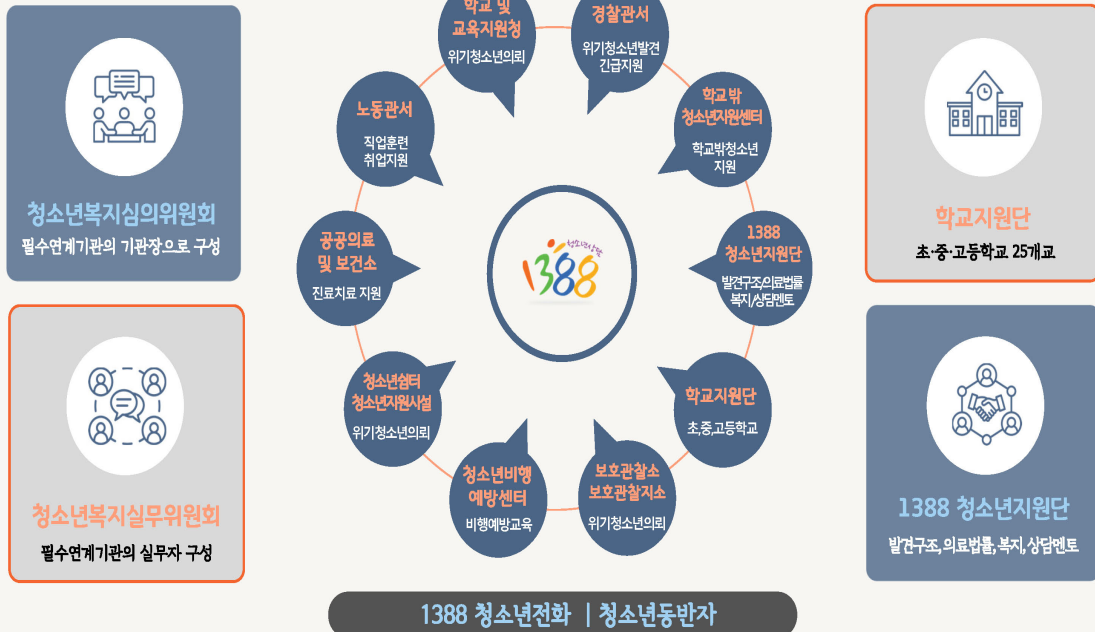 청소년복지심의위원회
필수연계기관의 기관장으로 구성
청소년복지실무위원회
필수연계기관의 실무자 구성
학교 및
교육지원청
위기청소년의뢰
경찰관서
위기청소년발견
긴급지원
노동관서
직업훈련
취업지원
학교 밖
청소년지원센터
학교밖청소년
지원
공공의료
및 보건소
진료치료 지원
청소년상담
1388
1388
청소년지원단
발견구조,의료법률
복지/상담멘토
청소년쉼터
청소년지원시설
위기청소년의뢰
학교지원단
초,중,고등학교
청소년비행
예방센터
비행예방교육
보호관찰소
보호관찰지소
위기청소년의뢰
학교지원단
초·중·고등학교 25개교
1388 청소년지원단
발견구조, 의료법률, 복지, 상담멘토
1388 청소년전화 | 청소년동반자